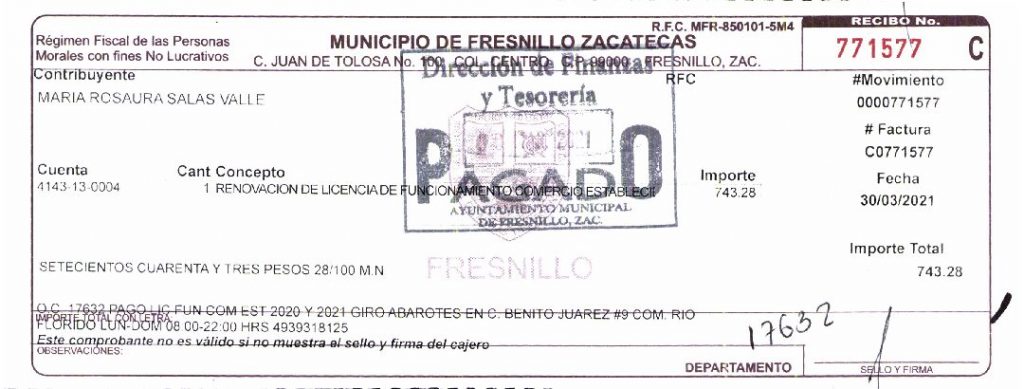 R.F.C. MFR-850101-5M4
RECIBO No.
Régimen Fiscal de las Personas
Morales con fines No Lucrativos
MUNICIPIO DE FRESNILLO ZACATECAS
C. JUAN DE TOLOSA No. 100, COL. CENTRO, C.P. 99000 FRESNILLO, ZAC.
771577 C
Contribuyente
RFC
#Movimiento
MARIA ROSAURA SALAS VALLE
0000771577
# Factura
C0771577
Cuenta
Cant Concepto
Importe
Fecha
4143-13-0004
1 RENOVACION DE LICENCIA DE FUNCIONAMIENTO COMERCIO ESTABLECI
743.28
30/03/2021
Dirección de Finanzas
y Tesorería
2021
PAGADO
AYUNTAMIENTO MUNICIPAL
DE FRESNILLO, ZAC.
Importe Total
SETECIENTOS CUARENTA Y TRES PESOS 28/100 M.N
FRESNILLO
743.28
O.C. 17632 PAGO LIC FUN COM EST 2020 Y 2021 GIRO ABAROTES EN C. BENITO JUAREZ #9 COM. RIO
IMPORTE TOTAL CON LETRA:
FLORIDO LUN-DOM 08:00-22:00 HRS 4939318125
17632
Este comprobante no es válido si no muestra el sello y firma del cajero
OBSERVACIONES:
DEPARTAMENTO
SELLO Y FIRMA